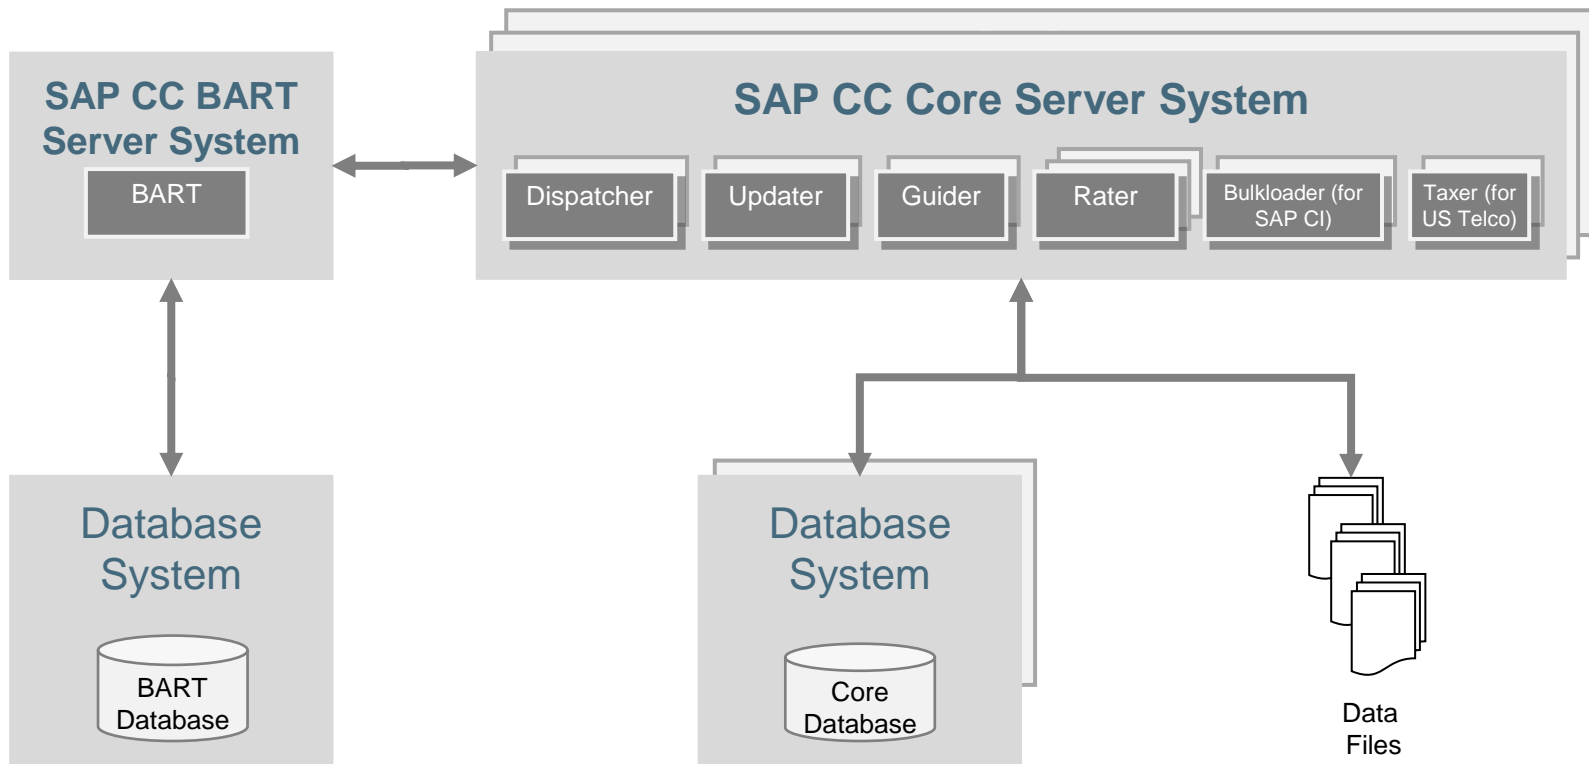 SAP CC BART
Server System
BART
SAP CC Core Server System
Dispatcher
Updater
Guider
Rater
Bulkloader (for
SAP CI)
Taxer (for
US Telco)
Database
System
BART
Database
Database
System
Core
Database
Data
Files